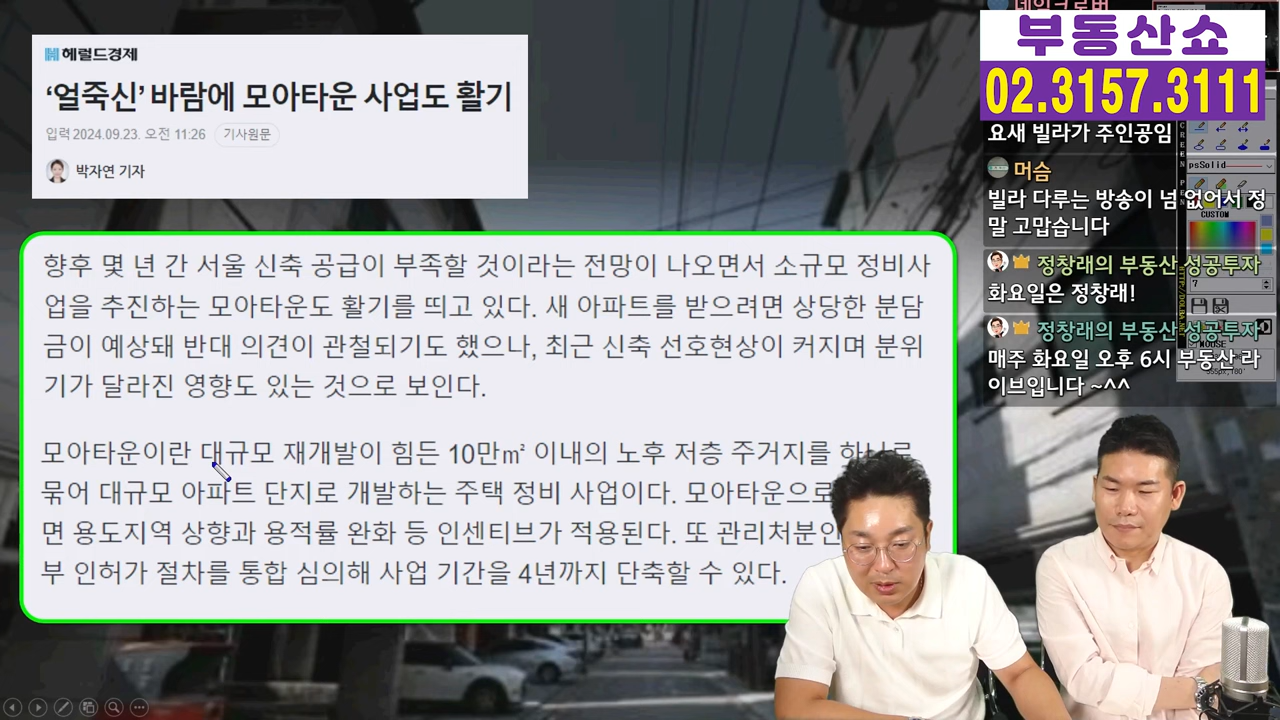 헤럴드경제
‘얼죽신’ 바람에 모아타운 사업도 활기
입력 2024.09.23. 오전 11:26 기사원문
박자연 기자
향후 몇 년 간 서울 신축 공급이 부족할 것이라는 전망이 나오면서 소규모 정비사
업을 추진하는 모아타운도 활기를 띄고 있다. 새 아파트를 받으려면 상당한 분담
금이 예상돼 반대 의견이 관철되기도 했으나, 최근 신축 선호현상이 커지며 분위
기가 달라진 영향도 있는 것으로 보인다.
모아타운이란 대규모 재개발이 힘든 10만㎡ 이내의 노후 저층 주거지를 하나로
묶어 대규모 아파트 단지로 개발하는 주택 정비 사업이다. 모아타운으로
면 용도지역 상향과 용적률 완화 등 인센티브가 적용된다. 또 관리처분인
부 인허가 절차를 통합 심의해 사업 기간을 4년까지 단축할 수 있다.
부동산쇼
02.3157.3111
요새 빌라가 주인공임
머슴
빌라 다루는 방송이 넘 없어서 정
말 고맙습니다
정창래의 부동산 성공투자
화요일은 정창래!
정창래의 부동산 성공투자
매주 화요일 오후 6시 부동산 라
이브입니다 ~^^
psSolid
CUSTOM
7
MOUSE